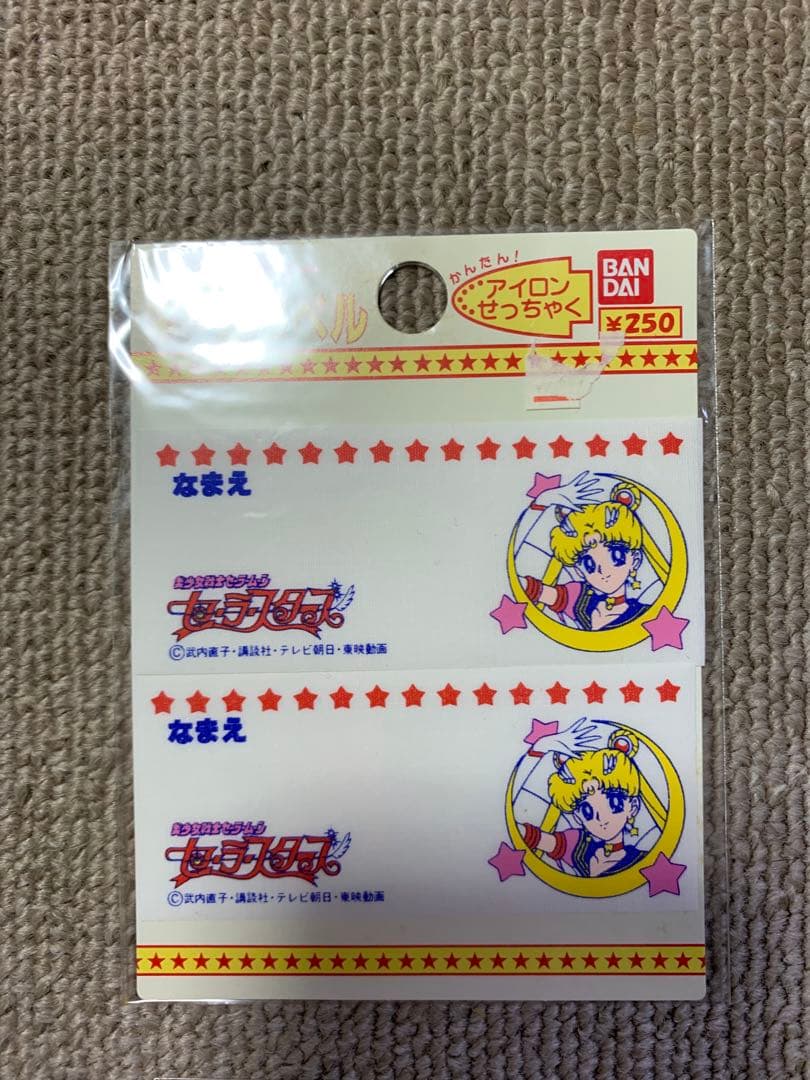 ベル
かんたん!
アイロン
せっちゃく
BAN
DAI
¥250
なまえ
美少女戦士セーラームーン
セーラースターズ
©武内直子・講談社・テレビ朝日・東映動画
なまえ
美少女戦士セーラームーン
セーラースターズ
©武内直子・講談社・テレビ朝日・東映動画